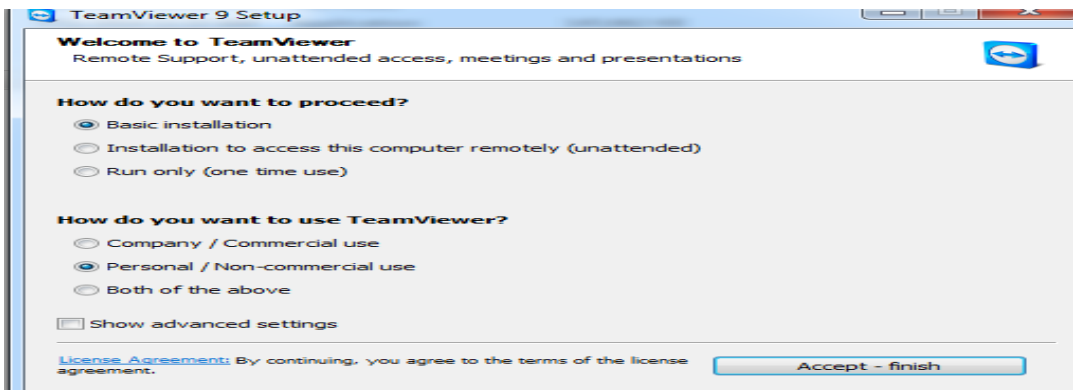 TeamViewer 9 Setup
Welcome to TeamViewer
Remote Support, unattended access, meetings and presentations
How do you want to proceed?
Basic installation
Installation to access this computer remotely (unattended)
Run only (one time use)
How do you want to use TeamViewer?
Company / Commercial use
Personal / Non-commercial use
Both of the above
Show advanced settings
License Agreement: By continuing, you agree to the terms of the license
agreement.
Accept - finish